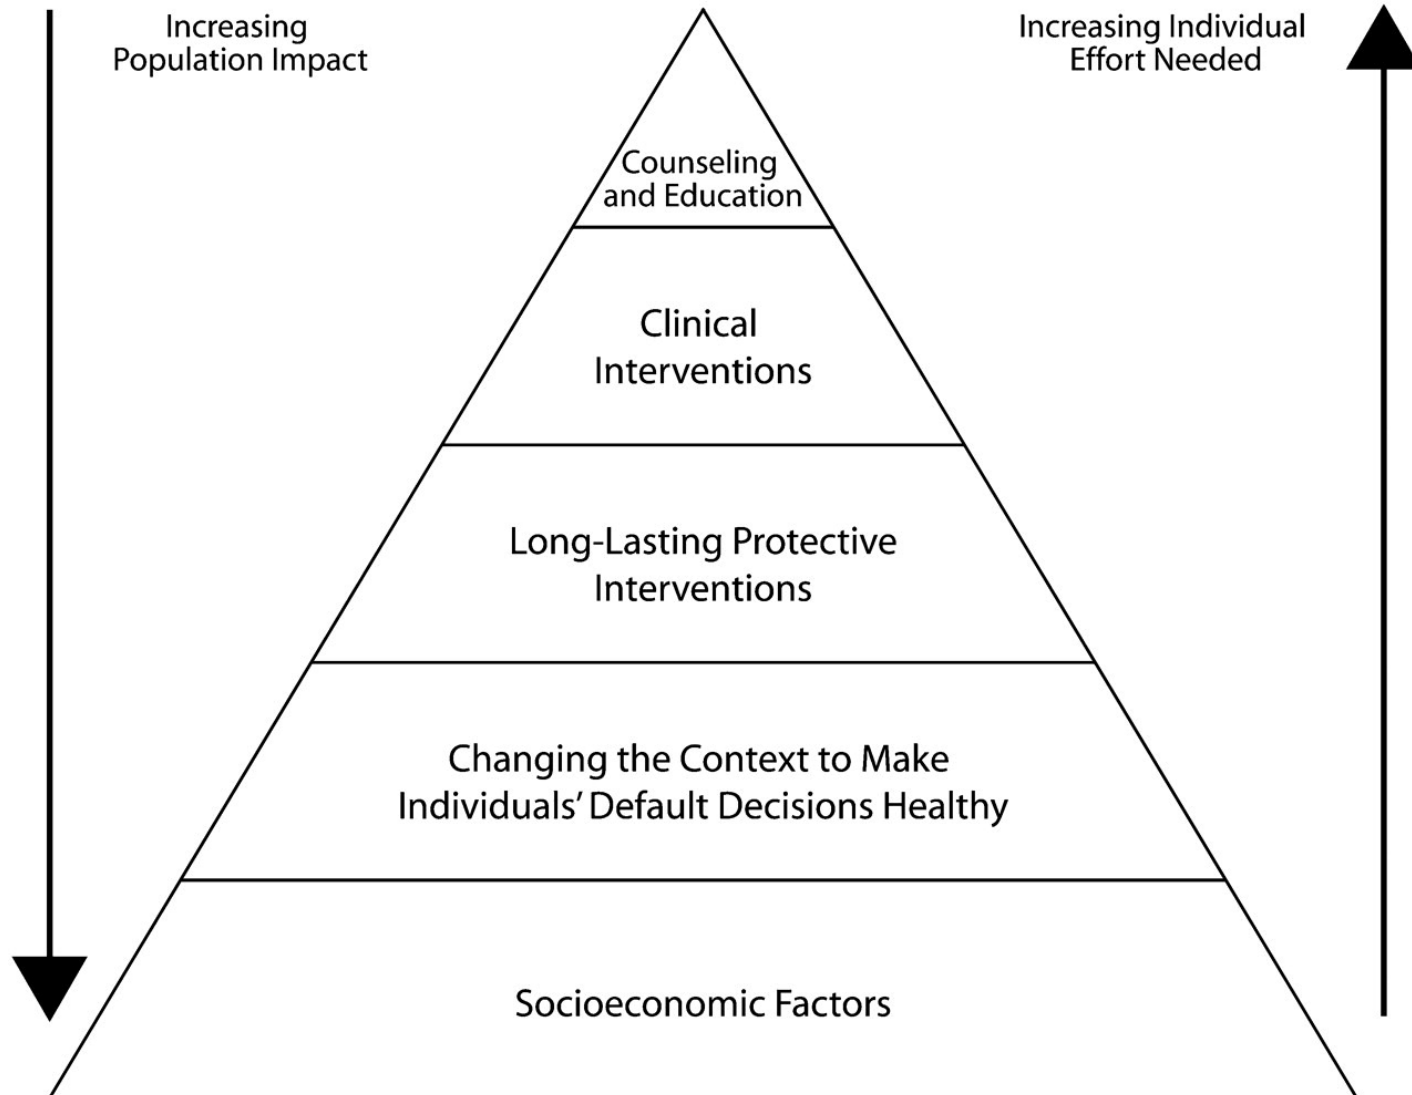 Increasing
Population Impact
Increasing Individual
Effort Needed
Counseling
and Education
Clinical
Interventions
Long-Lasting Protective
Interventions
Changing the Context to Make
Individuals’ Default Decisions Healthy
Socioeconomic Factors